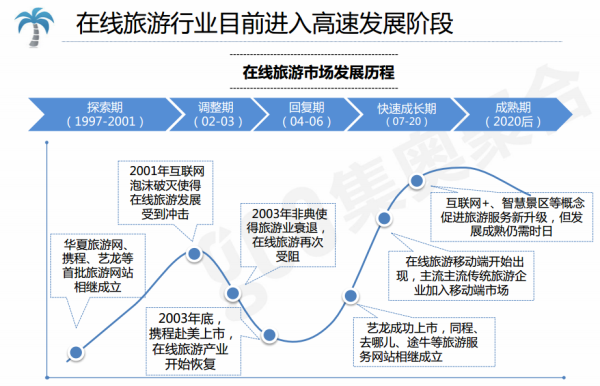 在线旅游行业目前进入高速发展阶段
在线旅游市场发展历程
探索期
（1997-2001）
调整期
（02-03）
回复期
（04-06）
快速成长期
（07-20）
成熟期
（2020后）
华夏旅游网、
携程、艺龙等
首批旅游网站
相继成立
2001年互联网
泡沫破灭使得
在线旅游发展
受到冲击
2003年非典使
得旅游业衰退，
在线旅游再次
受阻
2003年底，
携程赴美上市，
在线旅游产业
开始恢复
艺龙成功上市，同程、
去哪儿、途牛等旅游服
务网站相继成立
在线旅游移动端开始出
现，主流主流传统旅游企
业加入移动端市场
互联网+、智慧景区等概念
促进旅游服务新升级，但发
展成熟仍需时日
集奥聚合